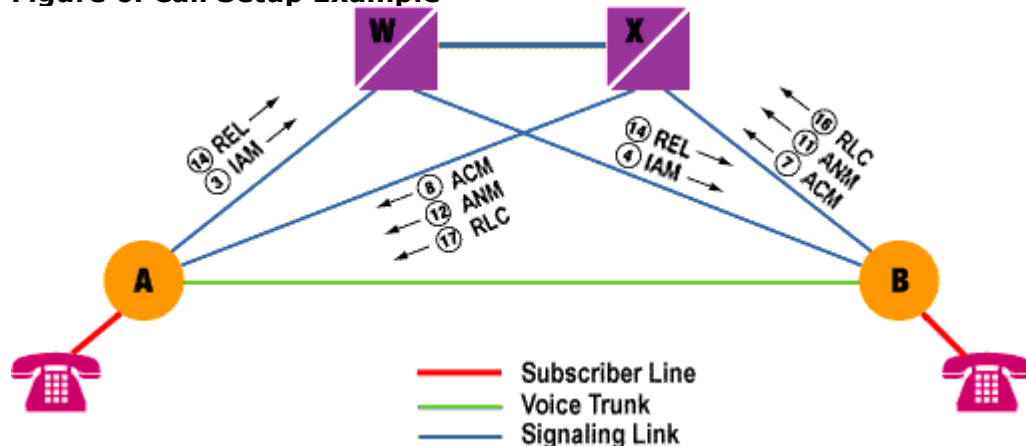 Figure 6. Call Setup Example
W
X
14 REL
3 IAM
14 REL
4 IAM
16 RLC
11 ANM
7 ACM
8 ACM
12 ANM
17 RLC
A
B
Subscriber Line
Voice Trunk
Signaling Link